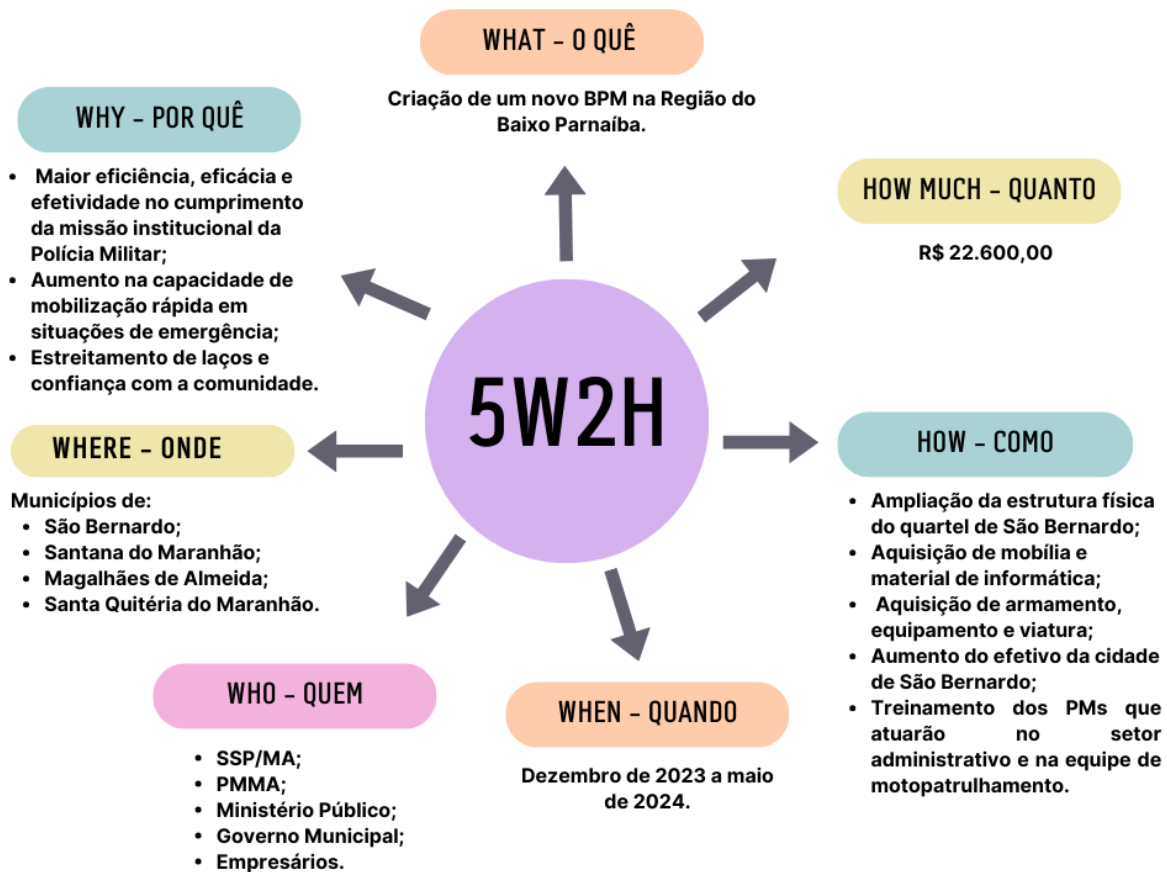 WHAT – O QUÊ
Criação de um novo BPM na Região do
Baixo Parnaíba.
WHY – POR QUÊ
• Maior eficiência, eficácia e
efetividade no cumprimento
da missão institucional da
Polícia Militar;
• Aumento na capacidade de
mobilização rápida em
situações de emergência;
• Estreitamento de laços e
confiança com a comunidade.
HOW MUCH – QUANTO
R$ 22.600,00
5W2H
WHERE – ONDE
Municípios de:
• São Bernardo;
• Santana do Maranhão;
• Magalhães de Almeida;
• Santa Quitéria do Maranhão.
HOW – COMO
• Ampliação da estrutura física
do quartel de São Bernardo;
• Aquisição de mobília e
material de informática;
• Aquisição de armamento,
equipamento e viatura;
• Aumento do efetivo da cidade
de São Bernardo;
• Treinamento dos PMs que
atuarão no setor
administrativo e na equipe de
motopatrulhamento.
WHO – QUEM
• SSP/MA;
• PMMA;
• Ministério Público;
• Governo Municipal;
• Empresários.
WHEN – QUANDO
Dezembro de 2023 a maio
de 2024.